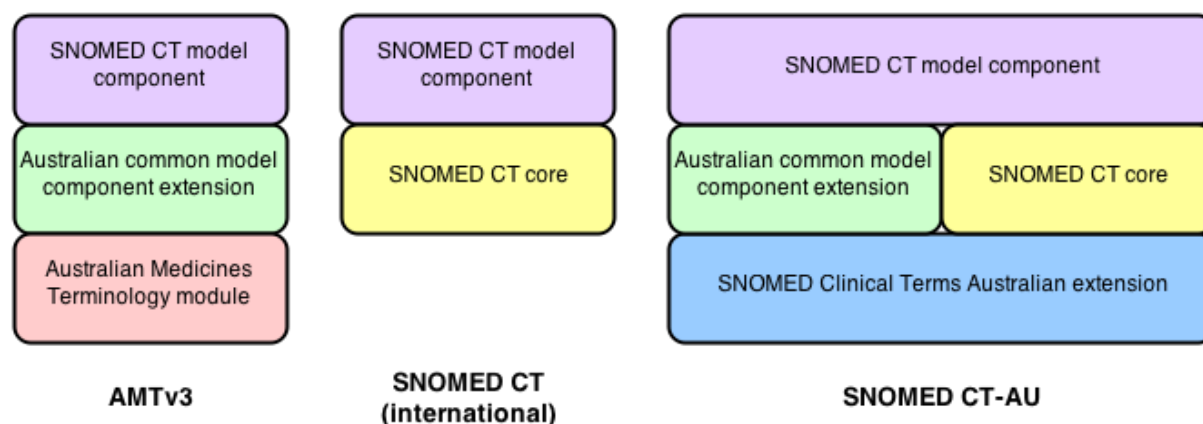 SNOMED CT model
component
Australian common model
component extension
Australian Medicines
Terminology module
AMTv3
SNOMED CT model
component
SNOMED CT core
SNOMED CT
(international)
SNOMED CT model component
Australian common model
component extension
SNOMED CT core
SNOMED Clinical Terms Australian extension
SNOMED CT-AU